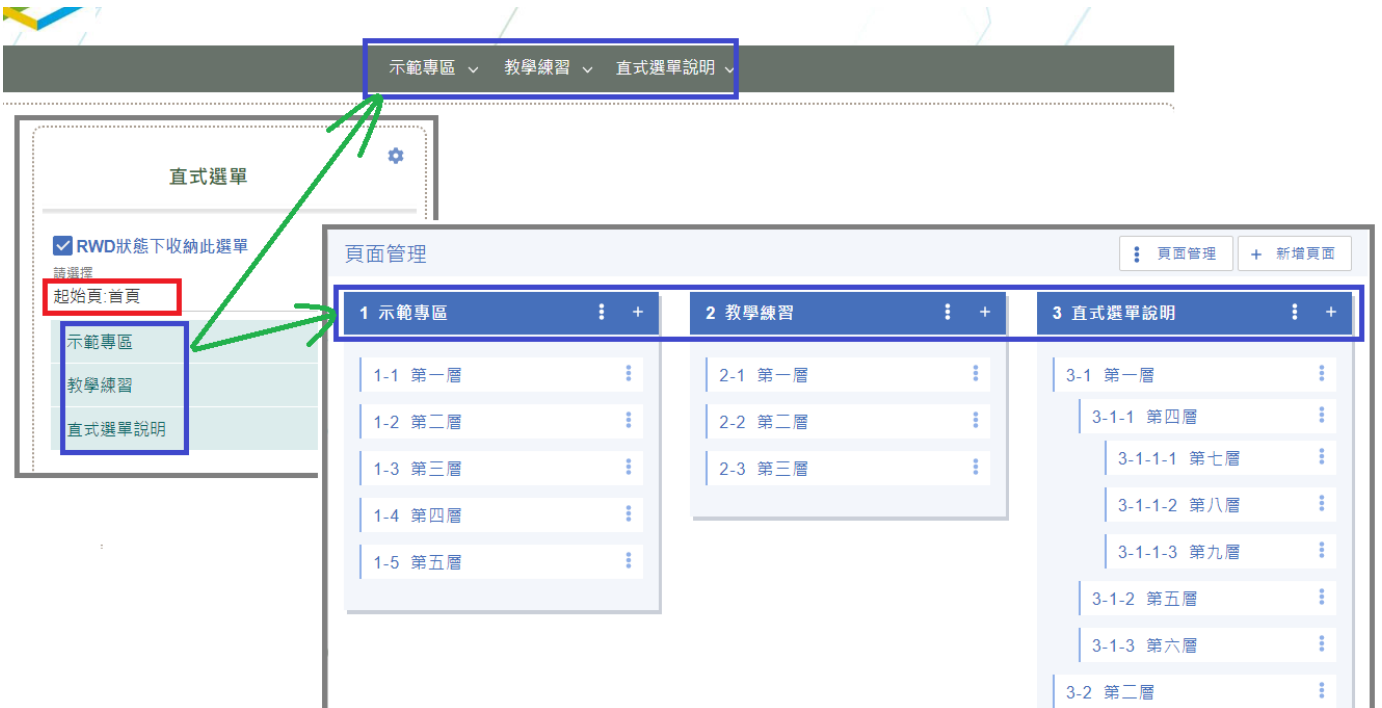 示範專區 教學練習 直式選單說明
直式選單
RWD狀態下收納此選單
請選擇
起始頁:首頁
示範專區
教學練習
直式選單說明
頁面管理 頁面管理 + 新增頁面
1 示範專區 +
1-1 第一層
1-2 第二層
1-3 第三層
1-4 第四層
1-5 第五層
2 教學練習 +
2-1 第一層
2-2 第二層
2-3 第三層
3 直式選單說明 +
3-1 第一層
3-1-1 第四層
3-1-1-1 第七層
3-1-1-2 第八層
3-1-1-3 第九層
3-1-2 第五層
3-1-3 第六層
3-2 第二層